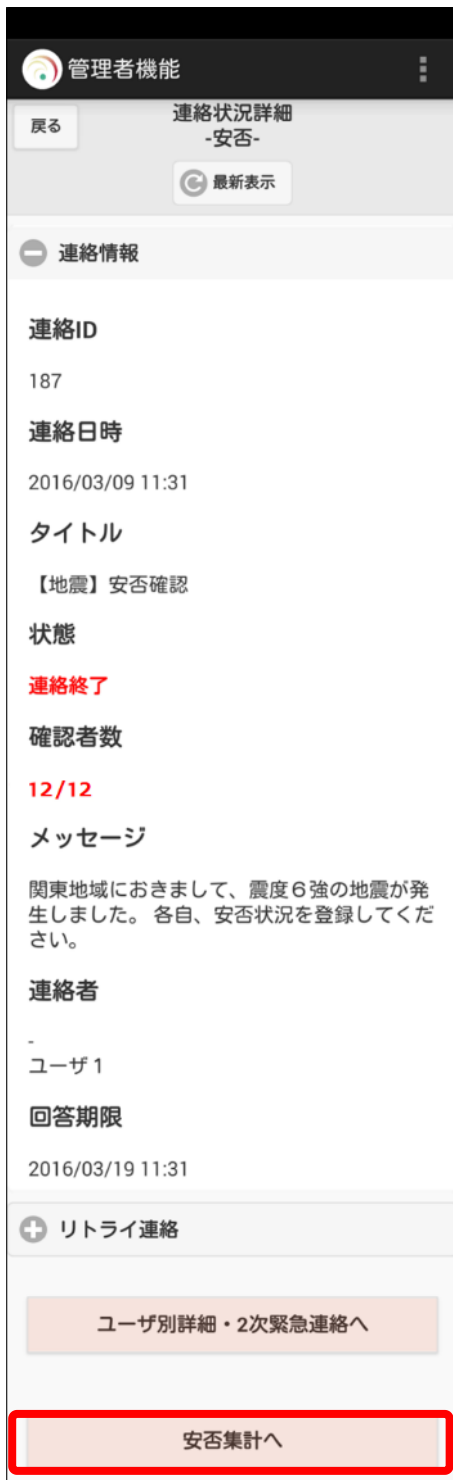 管理者機能
戻る
連絡状況詳細
-安否-
最新表示
連絡情報
連絡ID
187
連絡日時
2016/03/09 11:31
タイトル
【地震】安否確認
状態
連絡終了
確認者数
12/12
メッセージ
関東地域におきまして、震度６強の地震が発
生しました。 各自、安否状況を登録してくだ
さい。
連絡者
-
ユーザ1
回答期限
2016/03/19 11:31
リトライ連絡
ユーザ別詳細・2次緊急連絡へ
安否集計へ